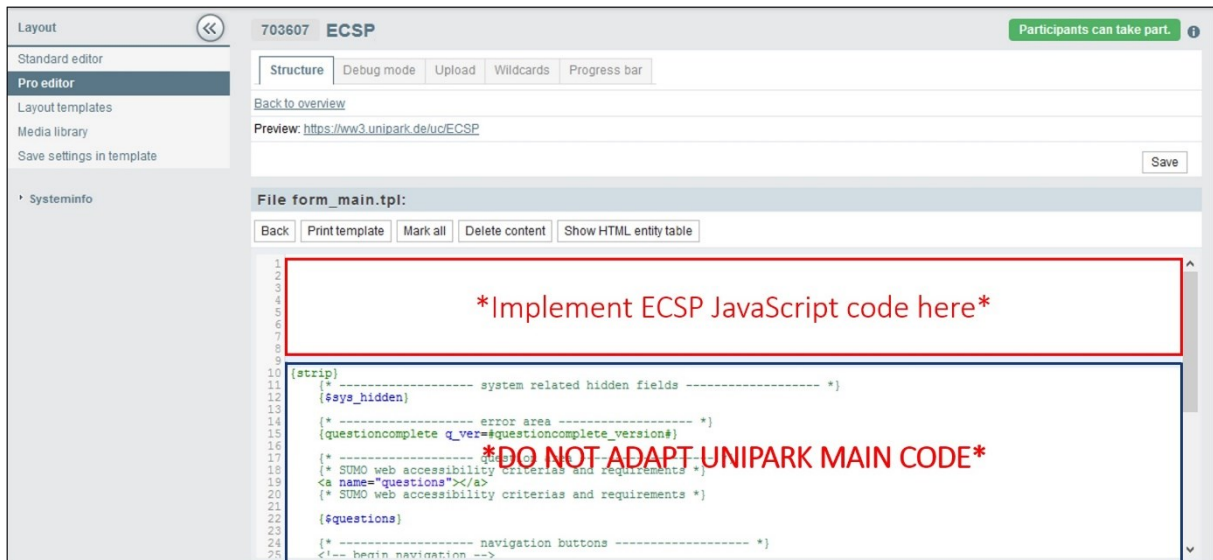 Layout
Standard editor
Pro editor
Layout templates
Media library
Save settings in template
Systeminfo
703607 ECSP
Participants can take part.
Structure Debug mode Upload Wildcards Progress bar
Back to overview
Preview: https://ww3.unipark.de/uc/ECSP
Save
File form_main.tpl:
Back Print template Mark all Delete content Show HTML entity table
1
2
3
4
5
6
7
8
9
*Implement ECSP JavaScript code here*
10 {strip}
11 {* ------------------- system related hidden fields ------------------- *}
12 {$sys_hidden}
13
14 {* ------------------- error area ------------------- *}
15 {questioncomplete q_ver=#questioncomplete_version#}
16
17 {* -------------------
*DO NOT ADAPT UNIPARK MAIN CODE*
18 {* SUMO web accessibility criterias and requirements *}
19 <a name="questions"></a>
20 {* SUMO web accessibility criterias and requirements *}
21
22 {$questions}
23
24 {* ------------------- navigation buttons ------------------- *}
25 <!-- begin navigation -->